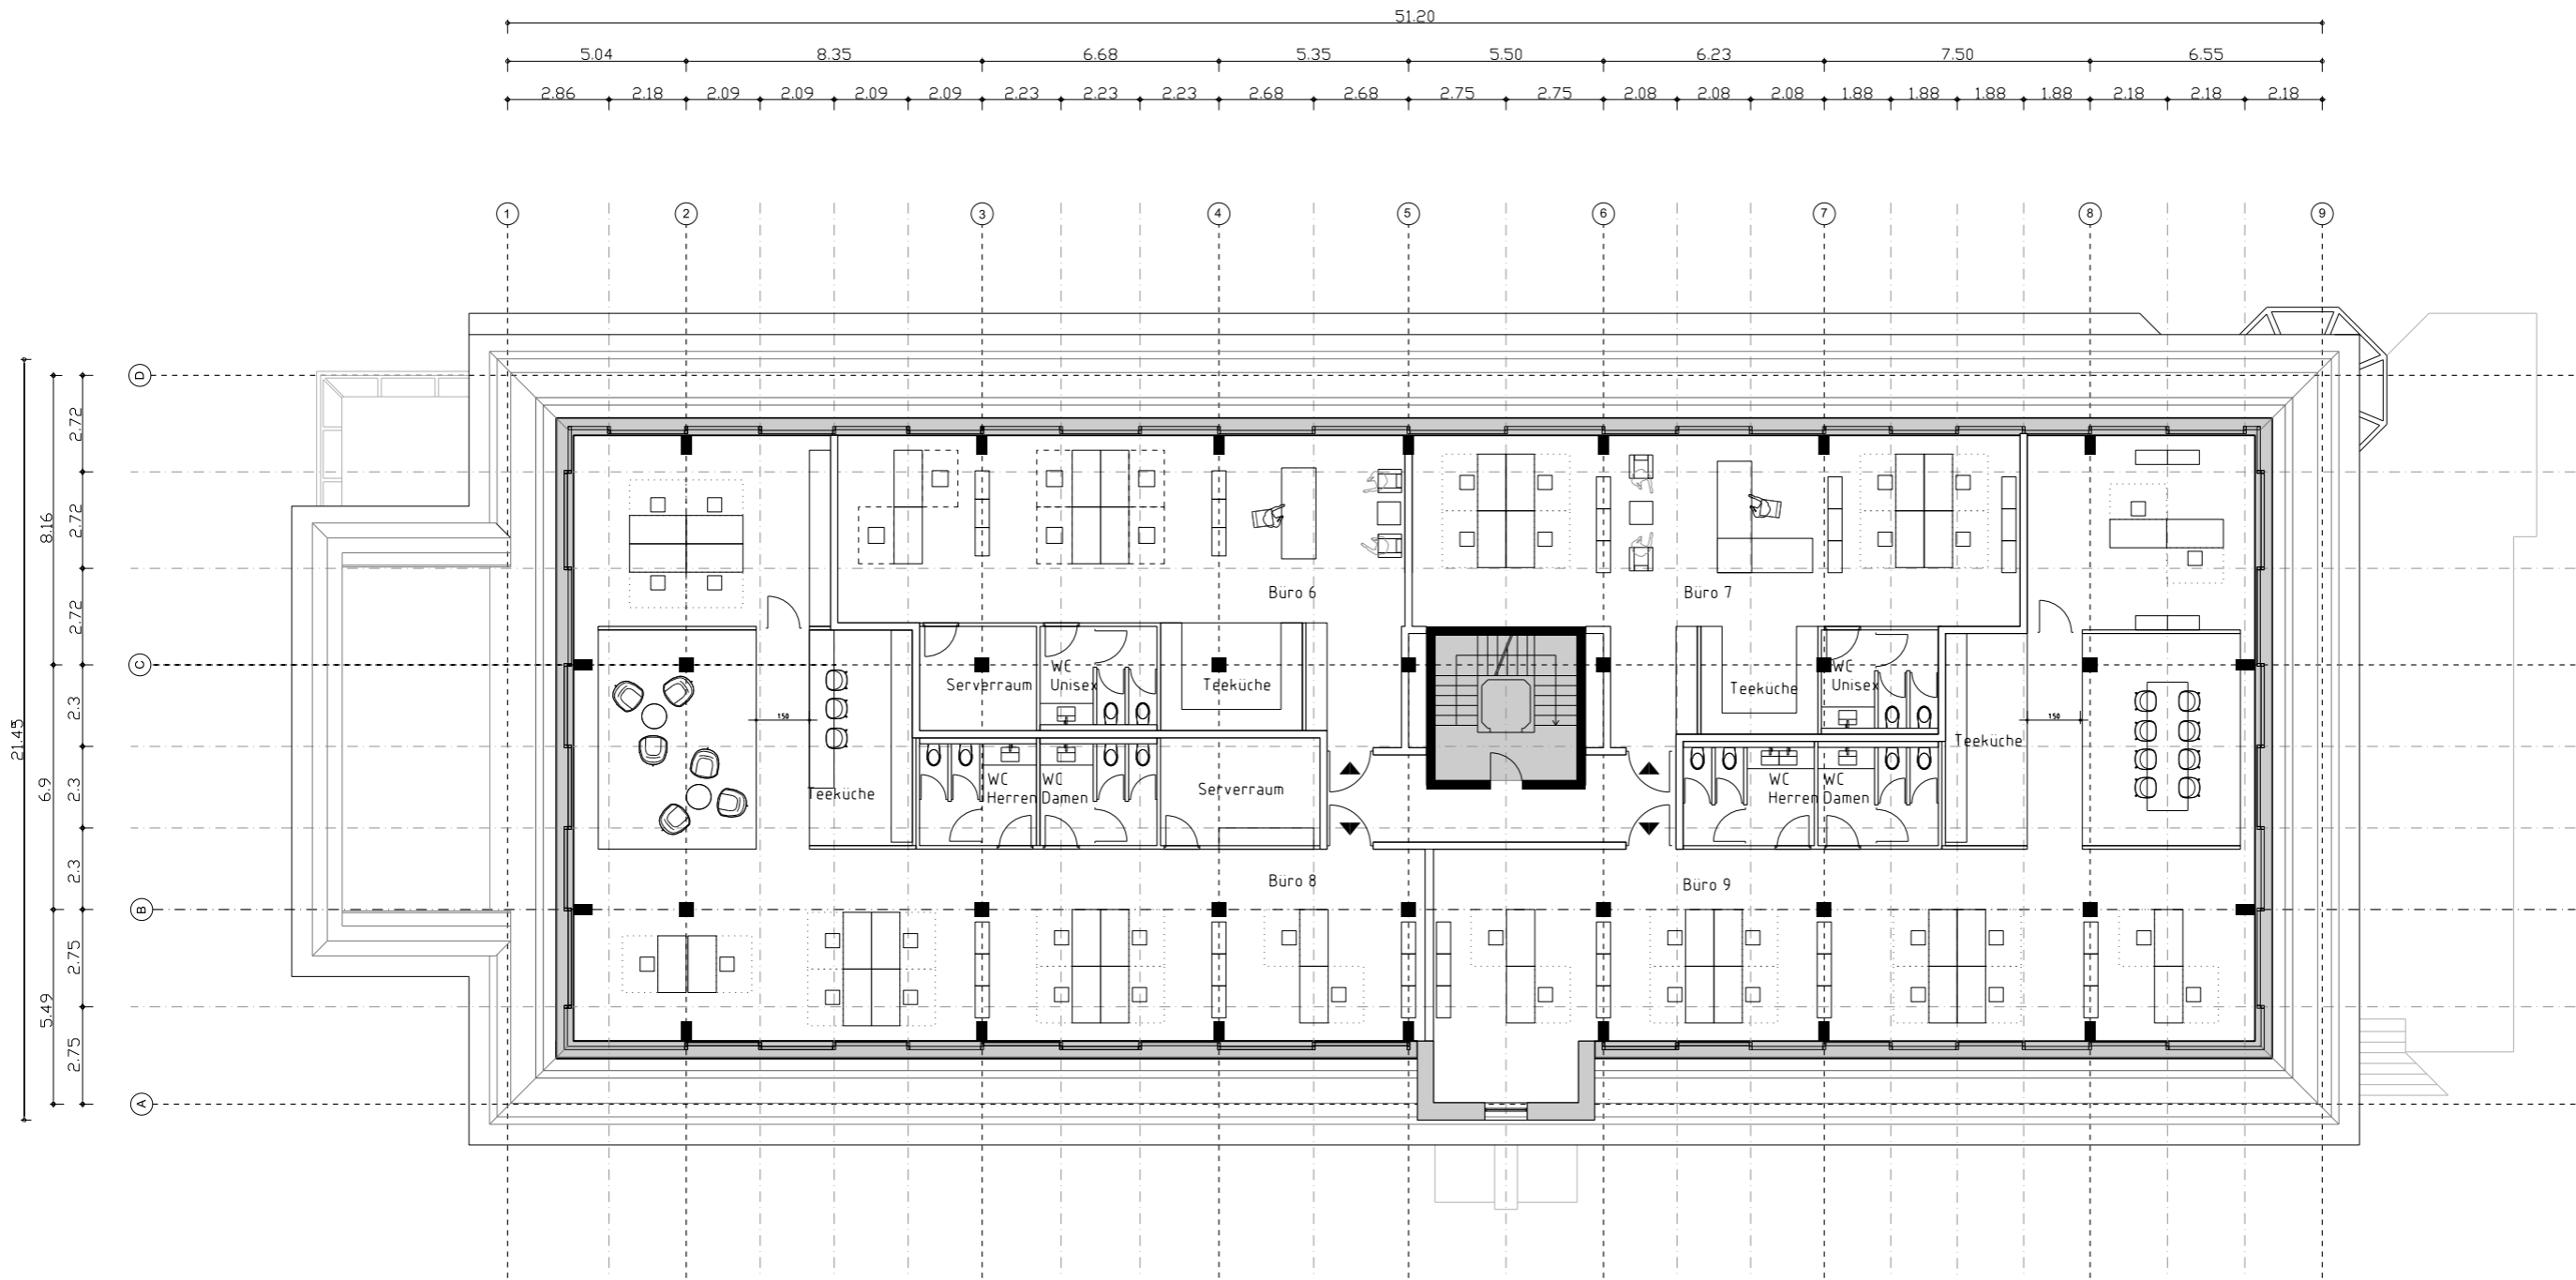 51.20
5.04 8.35 6.68 5.35 5.50 6.23 7.50 6.55
2.86 2.18 2.09 2.09 2.09 2.09 2.23 2.23 2.23 2.68 2.68 2.75 2.75 2.08 2.08 2.08 1.88 1.88 1.88 1.88 2.18 2.18 2.18
1 2 3 4 5 6 7 8 9
D
C
B
A
21.45
8.16
6.9
5.49
2.72
2.72
2.72
2.3
2.3
2.3
2.75
2.75
Büro 6
Büro 7
Serverraum
WC
Unisex
Teeküche
Teeküche
WC
Unisex
150
150
Teeküche
Teeküche
WC
Herren
WC
Damen
Serverraum
WC
Herren
WC
Damen
Büro 8
Büro 9